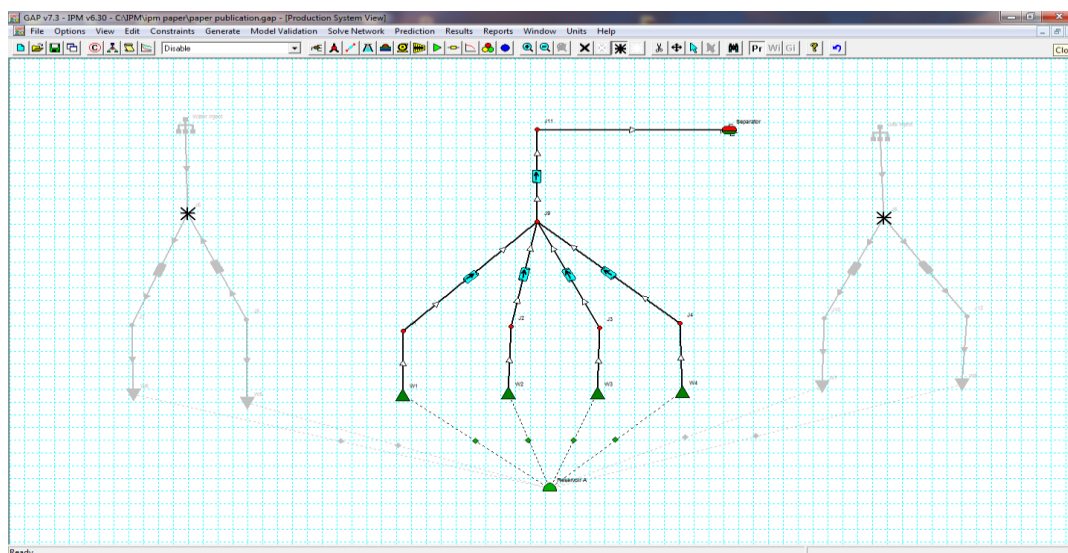 GAP v7.3 - IPM v6.30 - C:\IPM\ipm paper\paper publication.gap - [Production System View]
File Options View Edit Constraints Generate Model Validation Solve Network Prediction Results Reports Window Units Help
Disable Pr Wi Gi
Clo
J11 Separator
J9
J2 J3 J4
W1 W2 W3 W4
Reservoir A
Ready